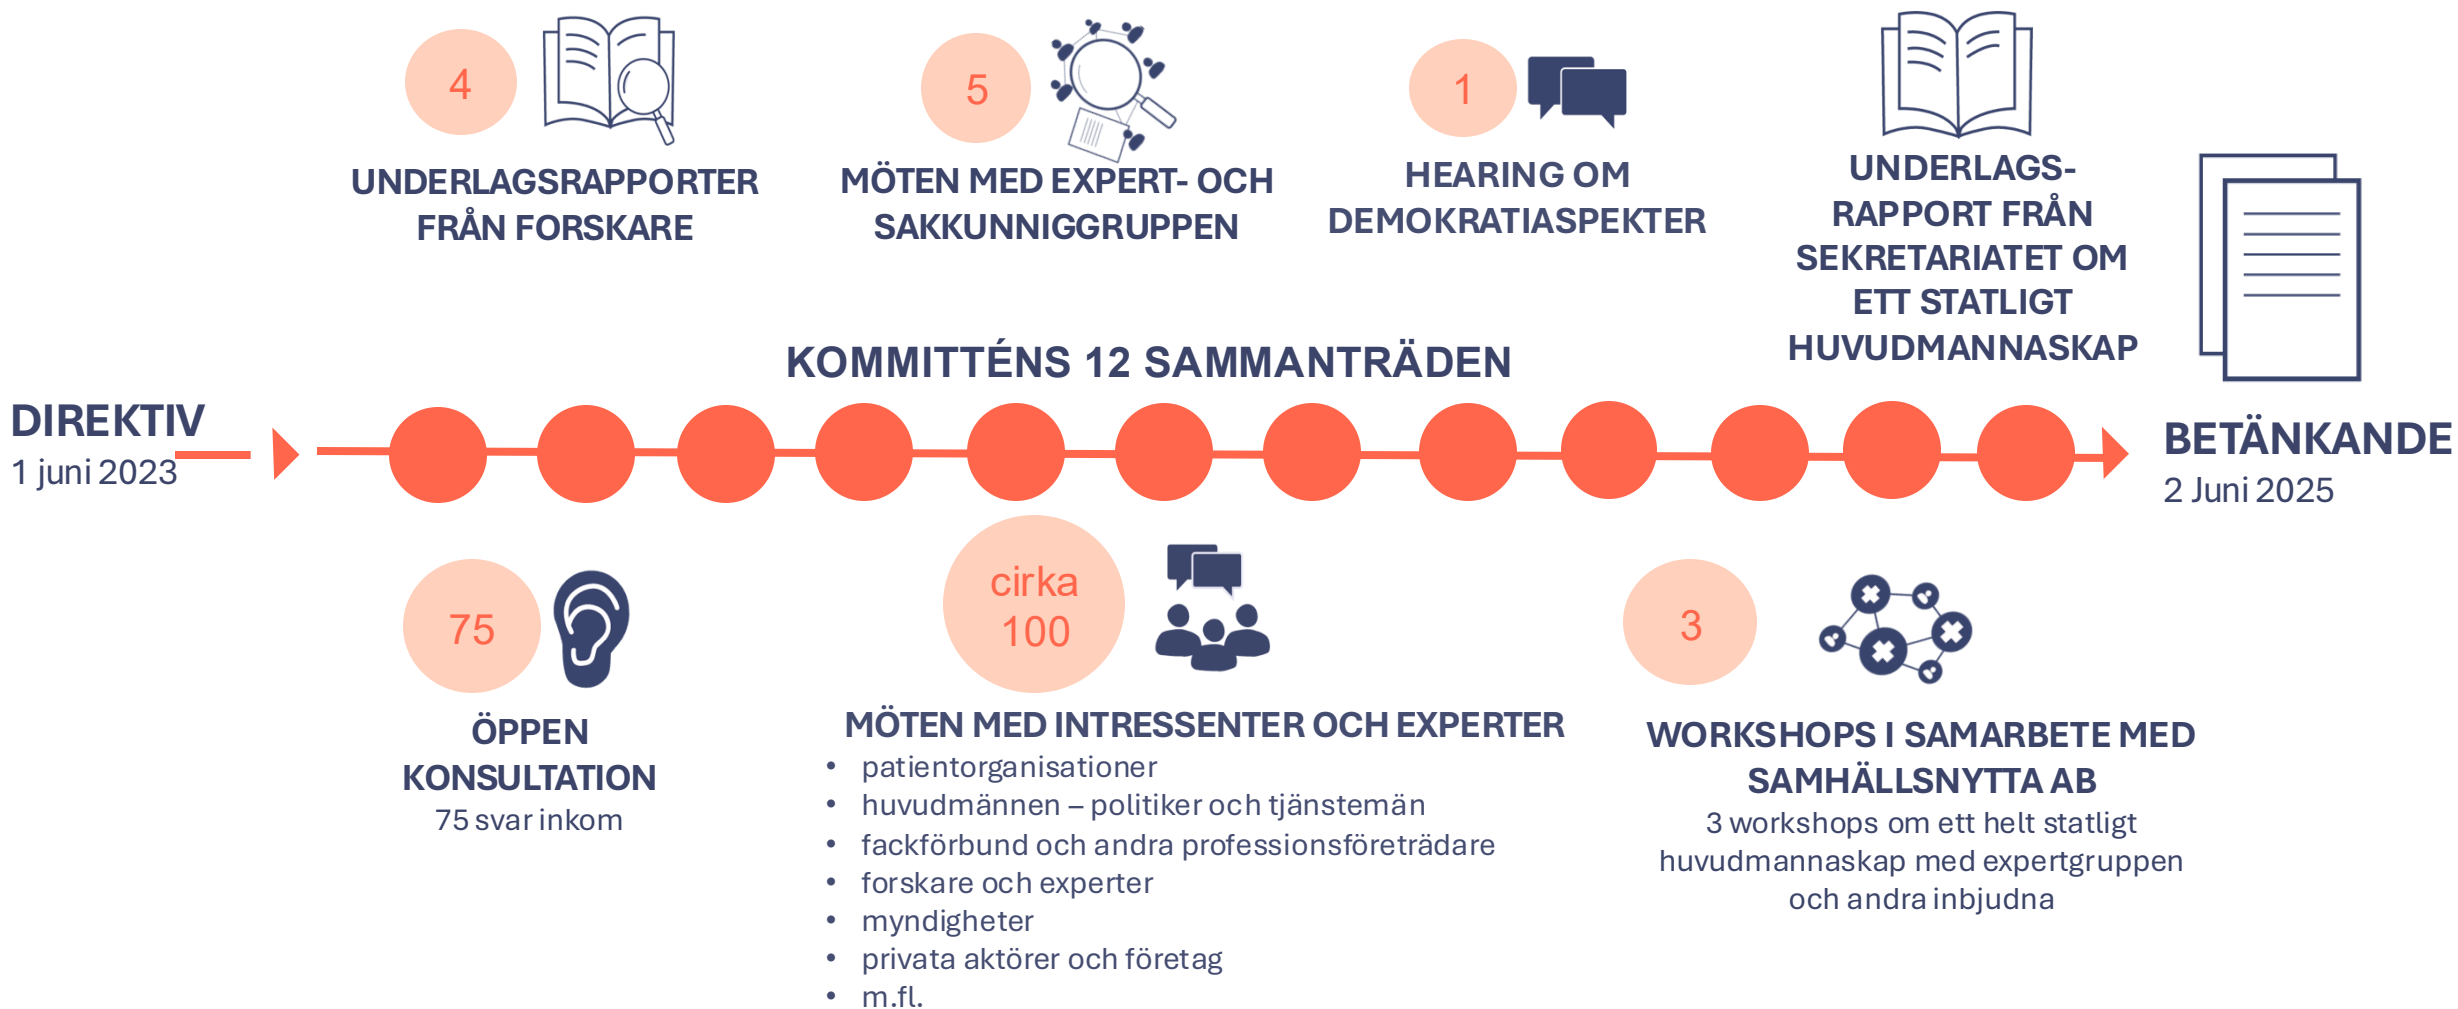 4
UNDERLAGSRAPPORTER
FRÅN FORSKARE
5
MÖTEN MED EXPERT- OCH
SAKKUNNIGGRUPPEN
1
HEARING OM
DEMOKRATIASPEKTER
UNDERLAGS-
RAPPORT FRÅN
SEKRETARIATET OM
ETT STATLIGT
HUVUDMANNASKAP
KOMMITTÉNS 12 SAMMANTRÄDEN
DIREKTIV
1 juni 2023
BETÄNKANDE
2 Juni 2025
75
ÖPPEN
KONSULTATION
75 svar inkom
cirka
100
MÖTEN MED INTRESSENTER OCH EXPERTER
• patientorganisationer
• huvudmännen – politiker och tjänstemän
• fackförbund och andra professionsföreträdare
• forskare och experter
• myndigheter
• privata aktörer och företag
• m.fl.
3
WORKSHOPS I SAMARBETE MED
SAMHÄLLSNYTTA AB
3 workshops om ett helt statligt
huvudmannaskap med expertgruppen
och andra inbjudna